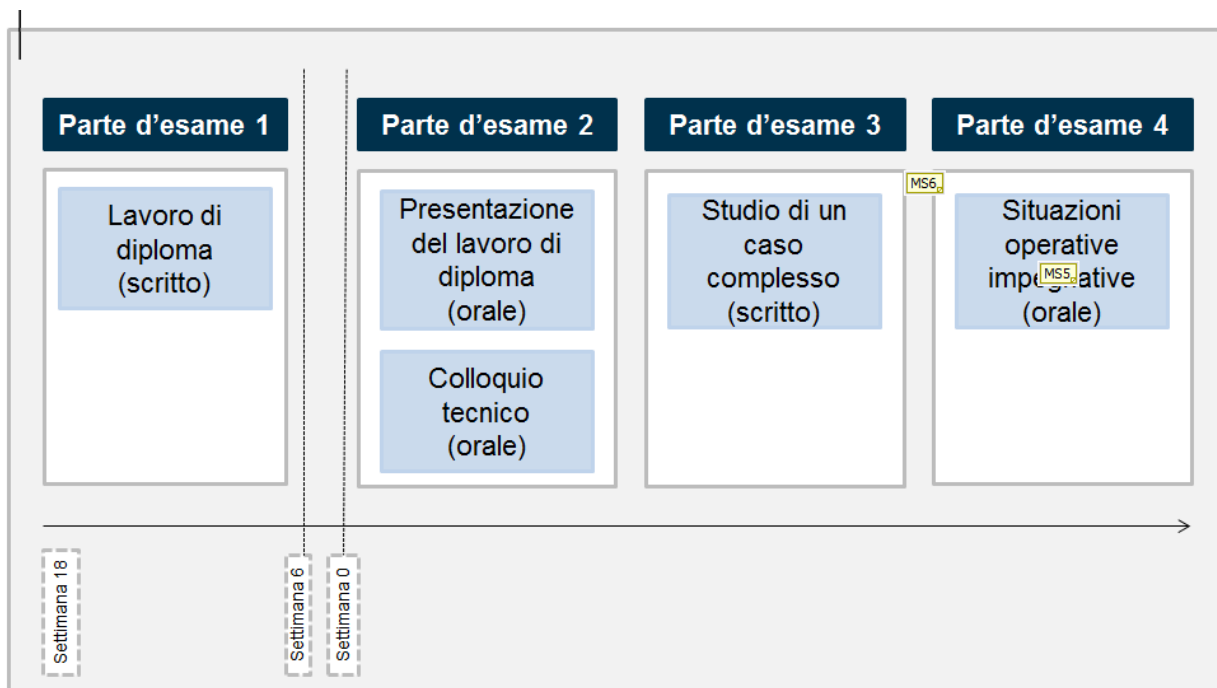 Parte d’esame 1
Lavoro di
diploma
(scritto)
Parte d’esame 2
Presentazione
del lavoro di
diploma
(orale)
Colloquio
tecnico
(orale)
Parte d’esame 3
Studio di un
caso
complesso
(scritto)
MS6
Parte d’esame 4
Situazioni
operative
MS5
(orale)
Settimana 18
Settimana 6
Settimana 0